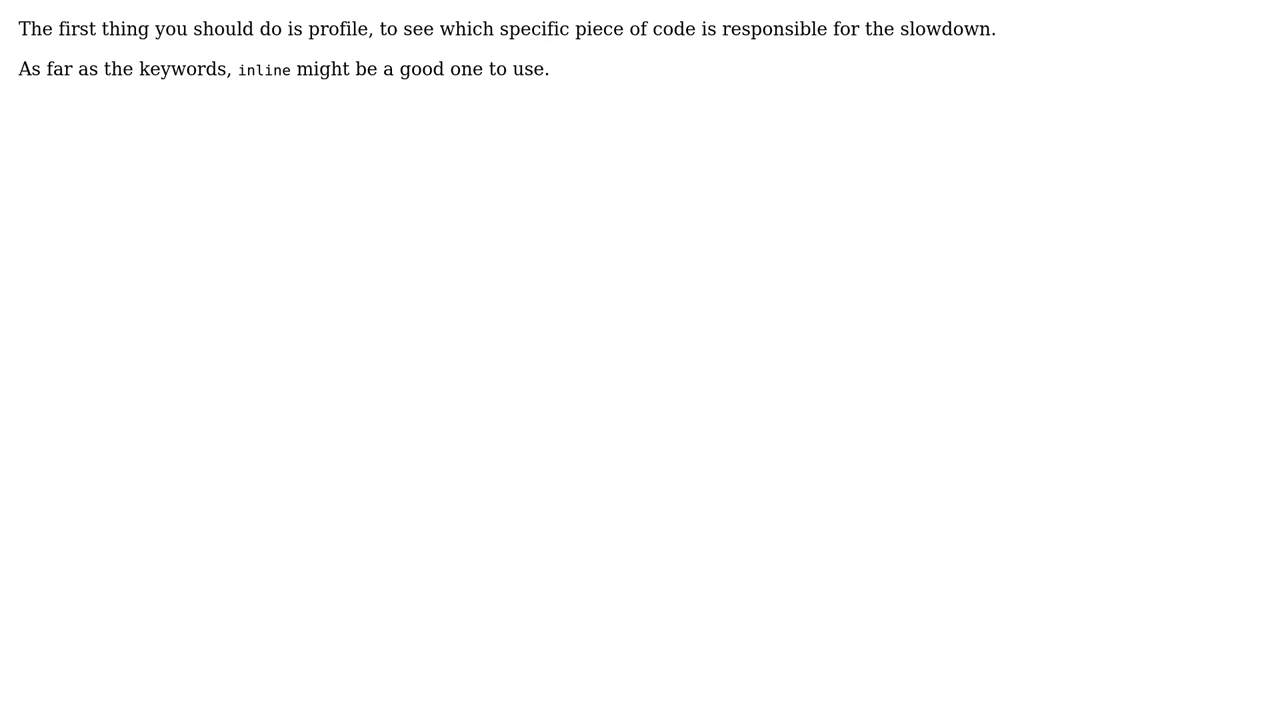 The first thing you should do is profile, to see which specific piece of code is responsible for the slowdown.
As far as the keywords, inline might be a good one to use.